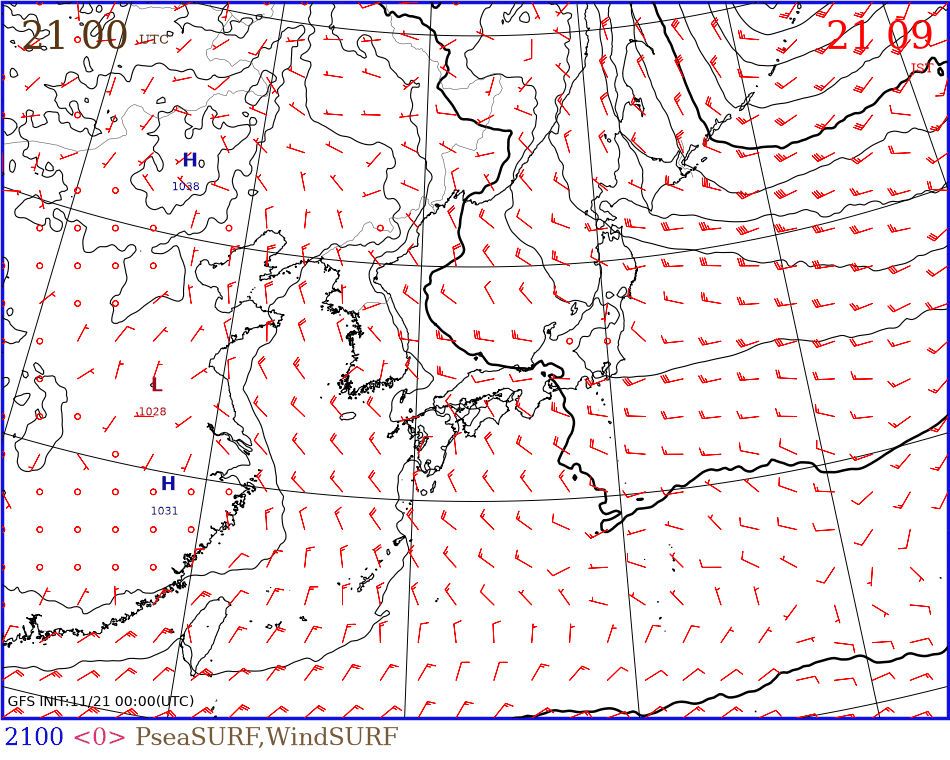 21 00 UTC
21 09
JST
H
1038
L
1028
H
1031
GFS INIT:11/21 00:00(UTC)
2100 <0> PseaSURF,WindSURF